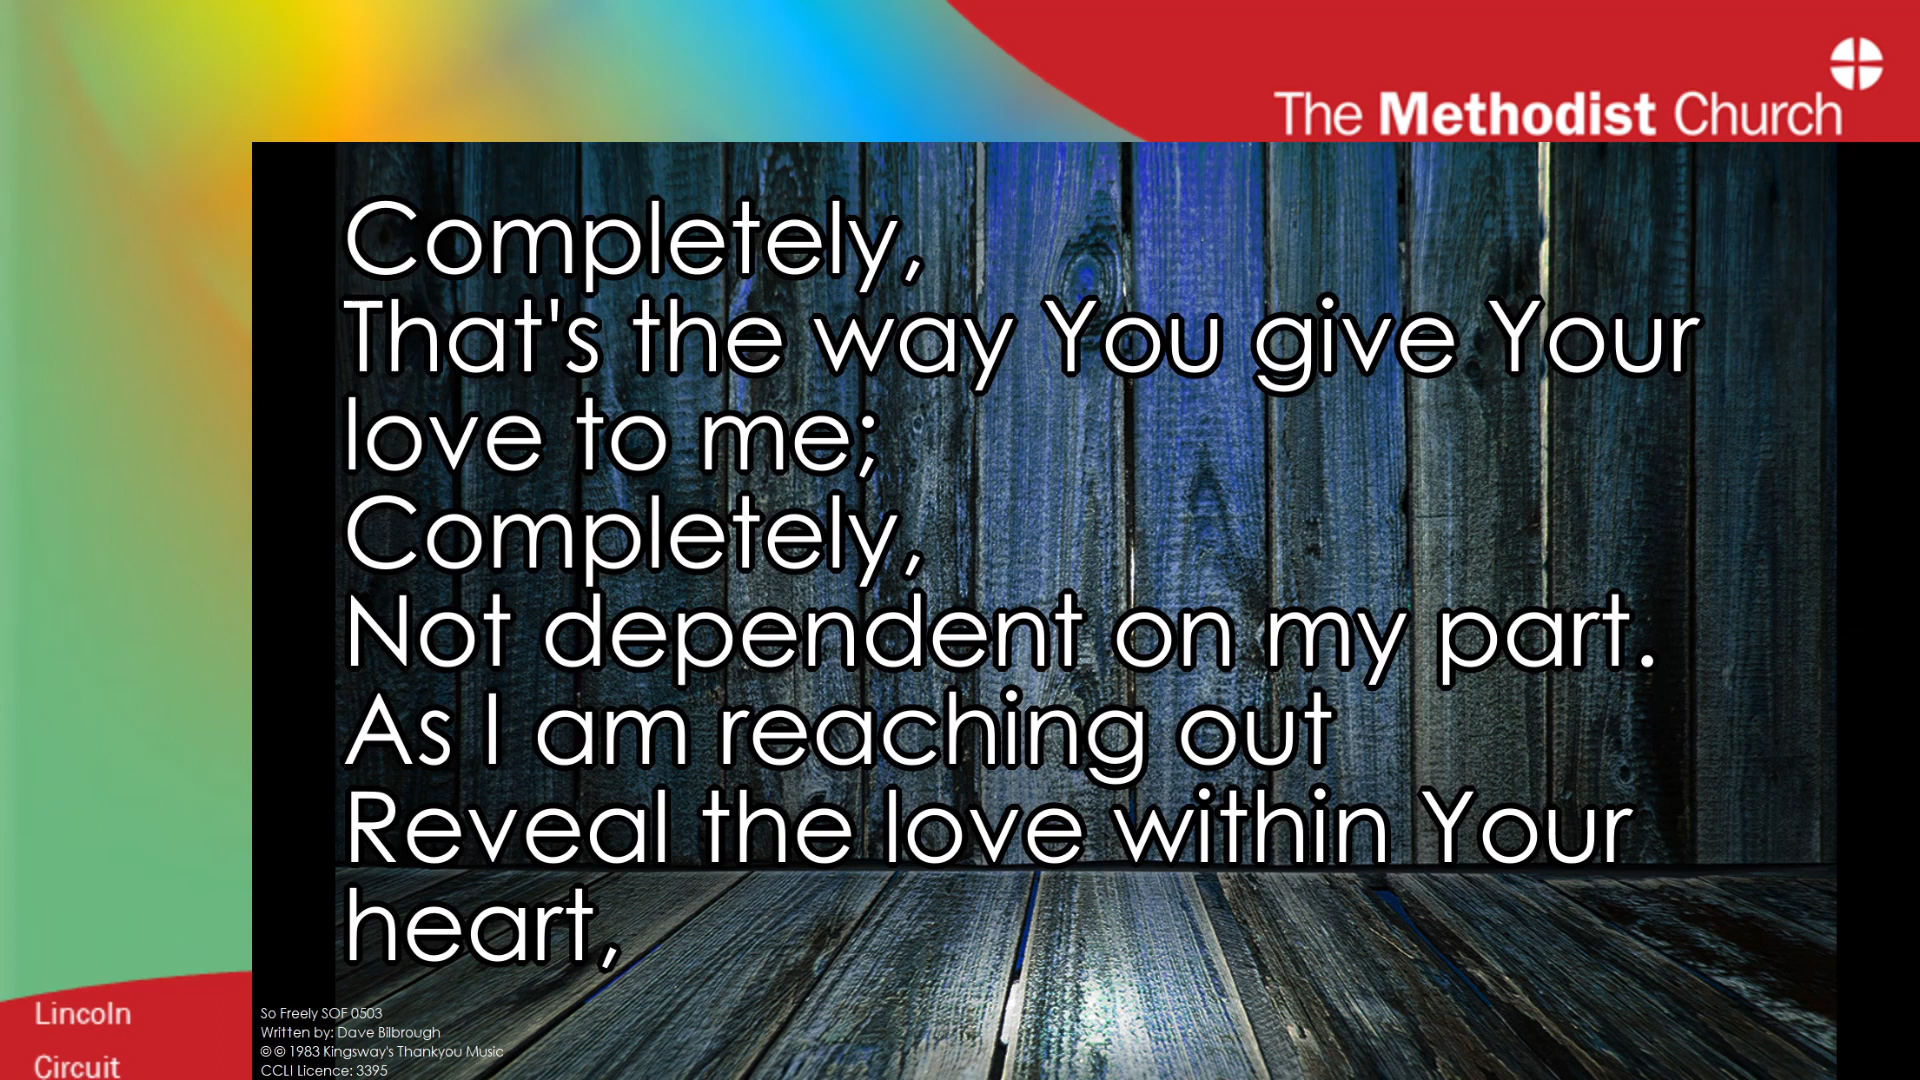 The Methodist Church
Completely,
That's the way You give Your
love to me;
Completely,
Not dependent on my part.
As I am reaching out
Reveal the love within Your
heart,
Lincoln
Circuit
So Freely SOF 0503
Written by: Dave Bilbrough
© © 1983 Kingsway's Thankyou Music
CCLI Licence: 3395